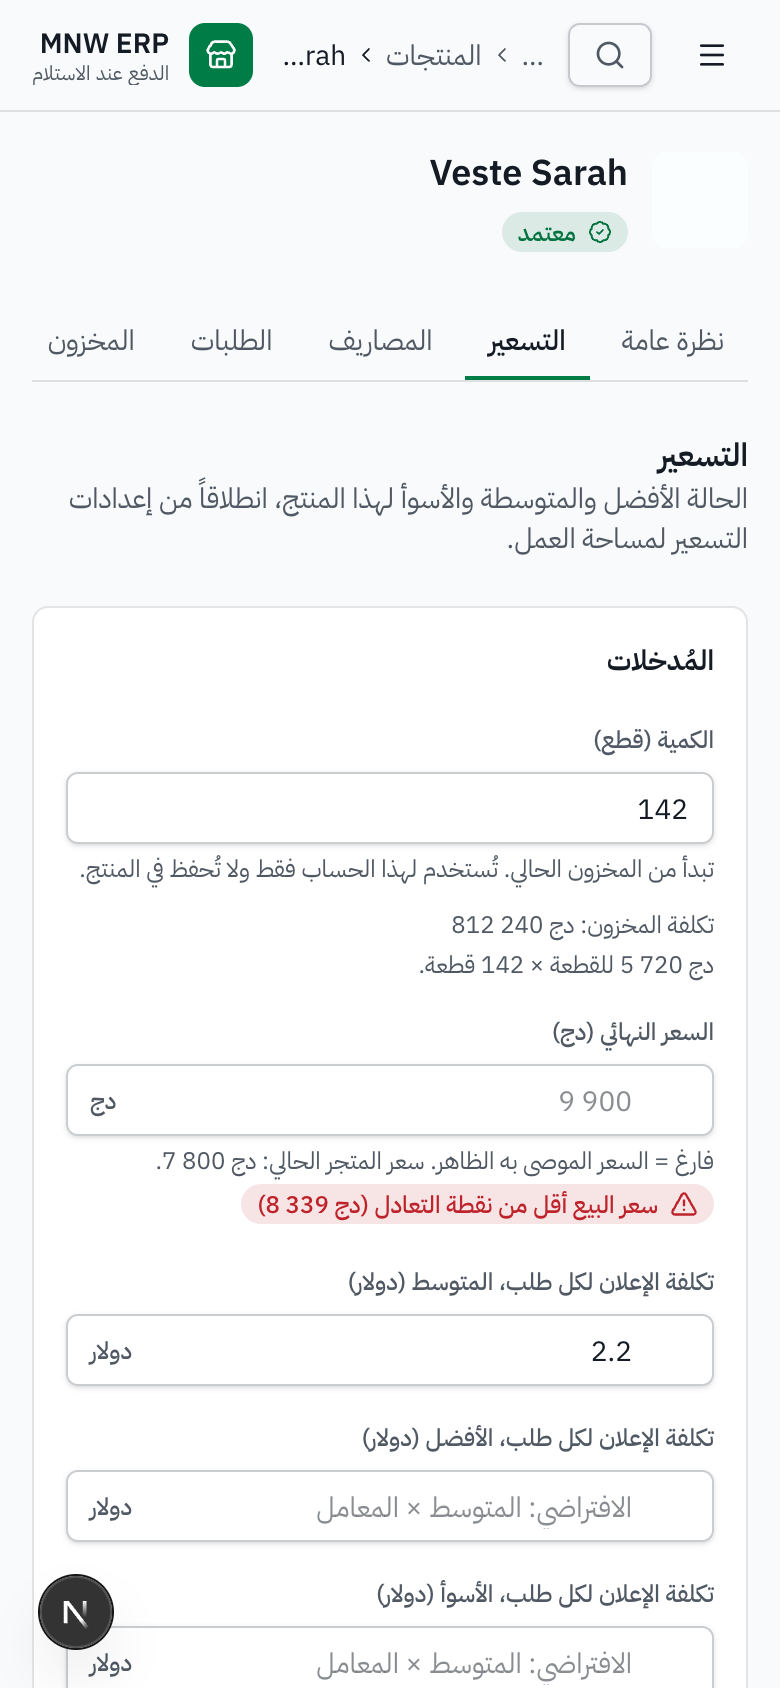 ... > المنتجات > rah...
MNW ERP
الدفع عند الاستلام
Veste Sarah
معتمد
نظرة عامة
التسعير
المصاريف
الطلبات
المخزون
التسعير
الحالة الأفضل والمتوسطة والأسوأ لهذا المنتج، انطلاقاً من إعدادات
التسعير لمساحة العمل.
المُدخلات
الكمية (قطع)
142
تبدأ من المخزون الحالي. تُستخدم لهذا الحساب فقط ولا تُحفظ في المنتج.
تكلفة المخزون: دج 240 812
دج 720 5 للقطعة × 142 قطعة.
السعر النهائي (دج)
9 900
دج
فارغ = السعر الموصى به الظاهر. سعر المتجر الحالي: دج 800 7.
سعر البيع أقل من نقطة التعادل (دج 339 8)
تكلفة الإعلان لكل طلب، المتوسط (دولار)
2.2
دولار
تكلفة الإعلان لكل طلب، الأفضل (دولار)
الافتراضي: المتوسط × المعامل
دولار
تكلفة الإعلان لكل طلب، الأسوأ (دولار)
الافتراضي: المتوسط × المعامل
دولار
N